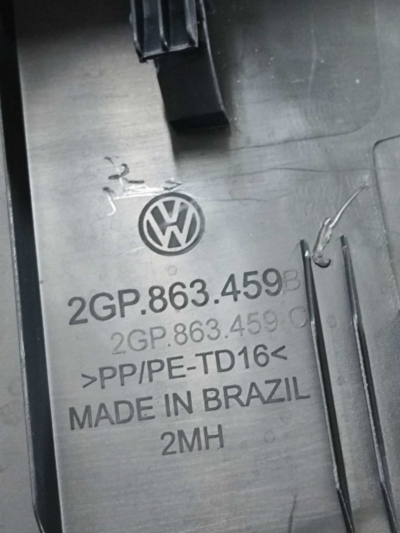 2GP.863.459B
2GP.863.459 C
>PP/PE-TD16<
MADE IN BRAZIL
2MH